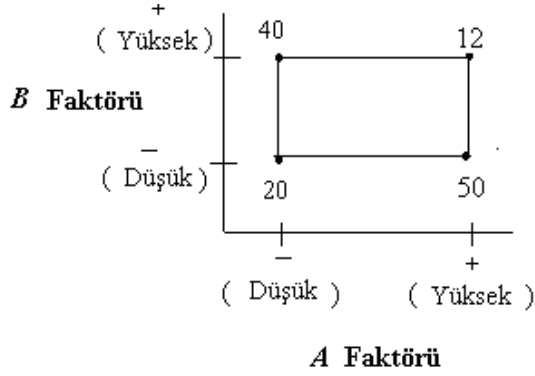 +
( Yüksek )
40
12
B Faktörü
–
( Düşük )
20
50
–
+
( Düşük )
( Yüksek )
A Faktörü